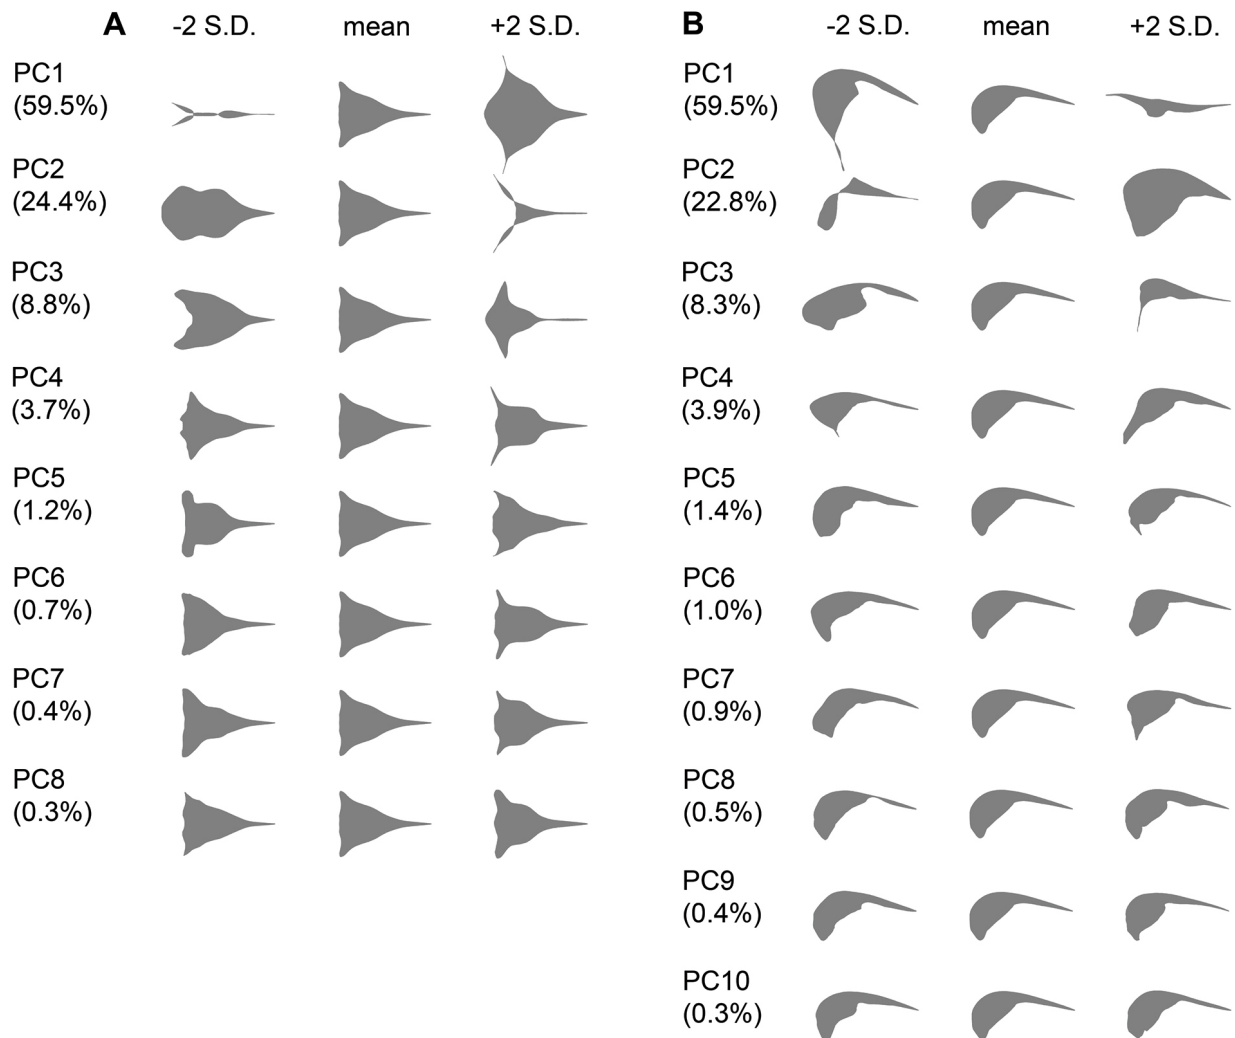 A -2 S.D. mean +2 S.D.
PC1
(59.5%)
PC2
(24.4%)
PC3
(8.8%)
PC4
(3.7%)
PC5
(1.2%)
PC6
(0.7%)
PC7
(0.4%)
PC8
(0.3%)
B -2 S.D. mean +2 S.D.
PC1
(59.5%)
PC2
(22.8%)
PC3
(8.3%)
PC4
(3.9%)
PC5
(1.4%)
PC6
(1.0%)
PC7
(0.9%)
PC8
(0.5%)
PC9
(0.4%)
PC10
(0.3%)